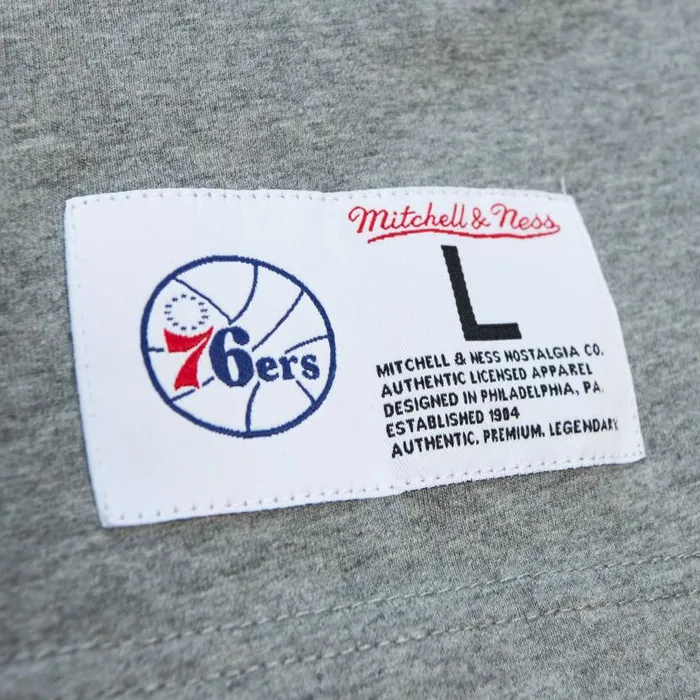 76ers
Mitchell & Ness
L
MITCHELL & NESS NOSTALGIA CO.
AUTHENTIC LICENSED APPAREL
DESIGNED IN PHILADELPHIA, PA.
ESTABLISHED 1904
AUTHENTIC. PREMIUM. LEGENDARY.